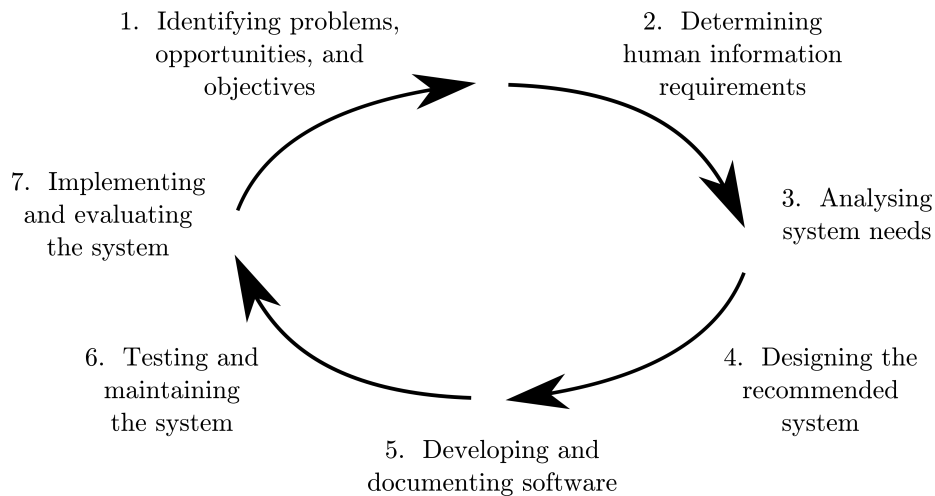 1. Identifying problems,
opportunities, and
objectives
2. Determining
human information
requirements
3. Analysing
system needs
4. Designing the
recommended
system
5. Developing and
documenting software
6. Testing and
maintaining
the system
7. Implementing
and evaluating
the system